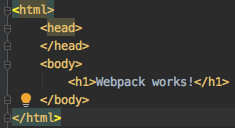 <html>
<head>
</head>
<body>
<h1>Webpack works!</h1>
</body>
</html>